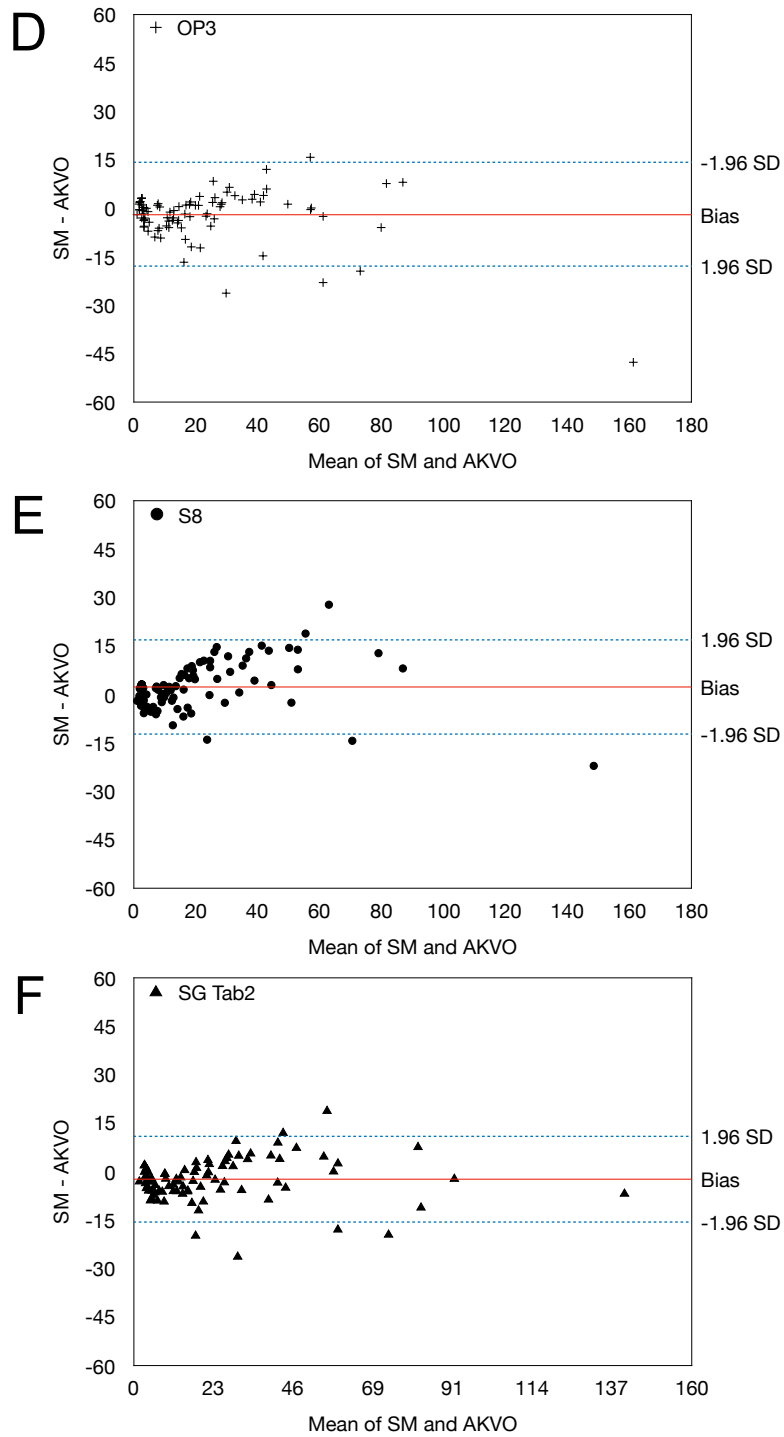 D
OP3
60
45
30
15
0
-15
-30
-45
-60
SM - AKVO
-1.96 SD
Bias
1.96 SD
0 20 40 60 80 100 120 140 160 180
Mean of SM and AKVO
E
S8
60
45
30
15
0
-15
-30
-45
-60
SM - AKVO
1.96 SD
Bias
-1.96 SD
0 20 40 60 80 100 120 140 160 180
Mean of SM and AKVO
F
SG Tab2
60
45
30
15
0
-15
-30
-45
-60
SM - AKVO
1.96 SD
Bias
-1.96 SD
0 23 46 69 91 114 137 160
Mean of SM and AKVO